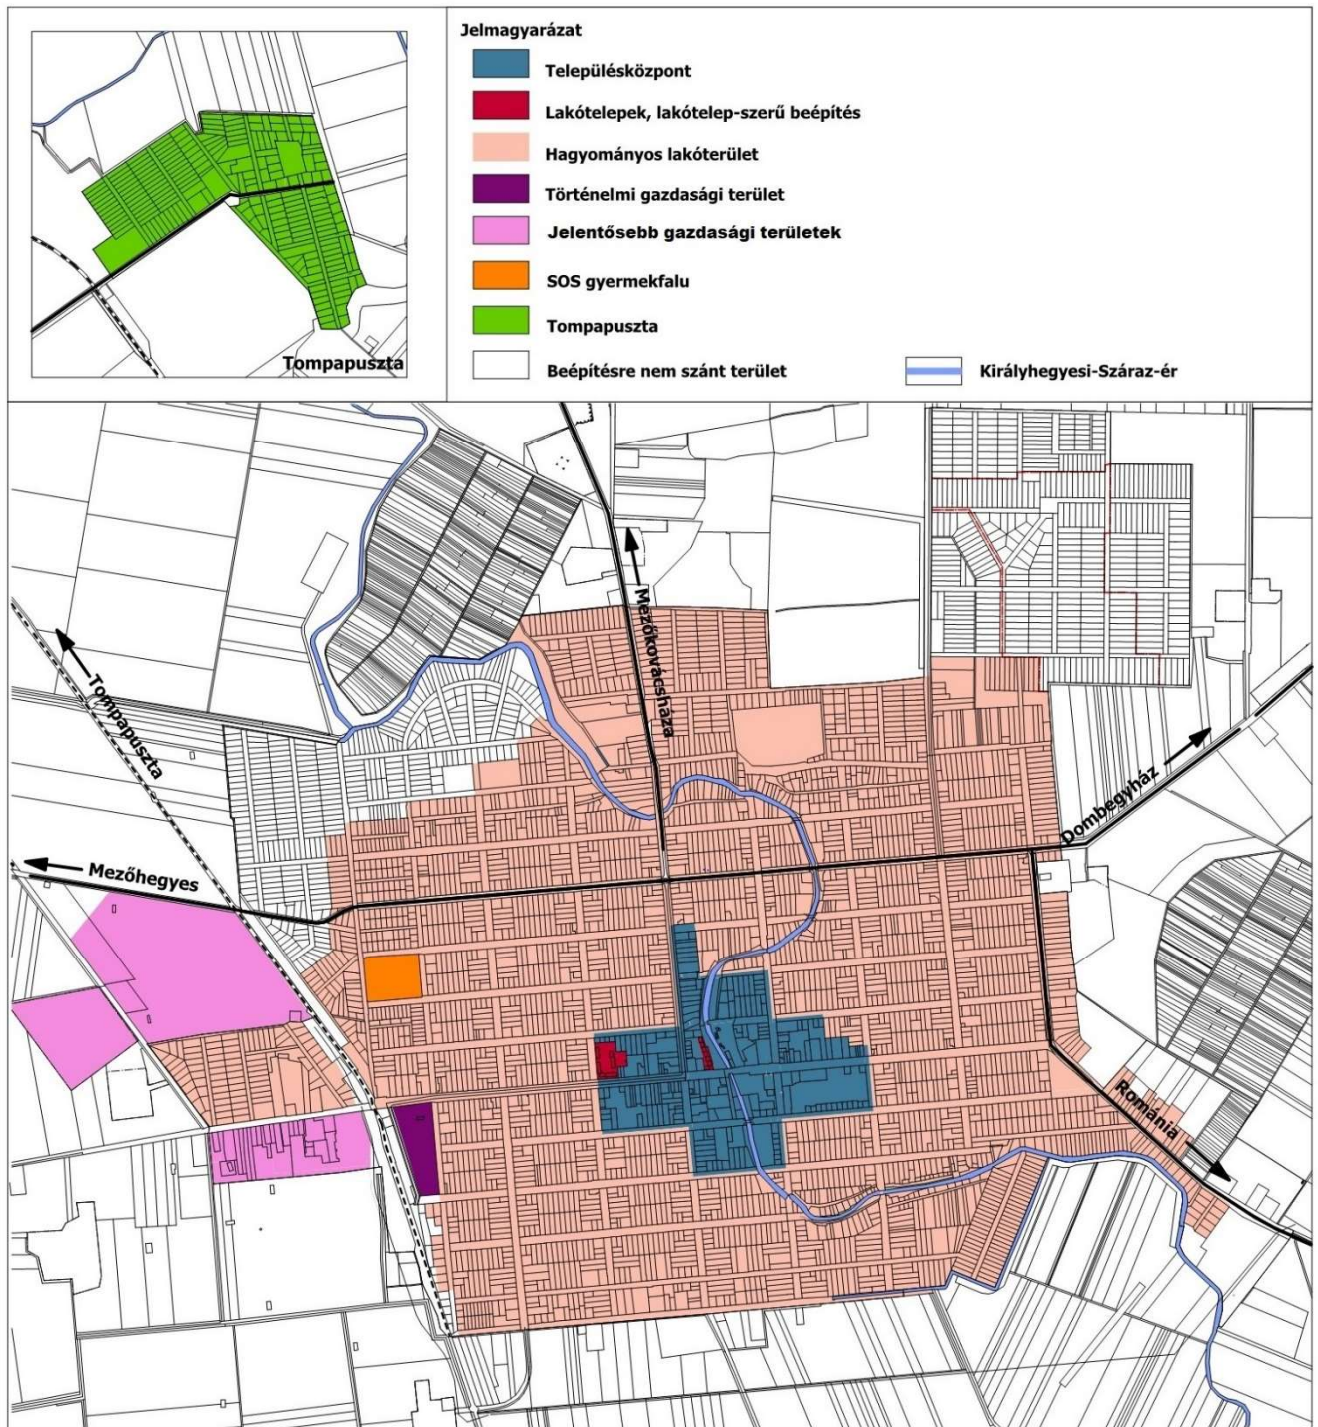 Jelmagyarázat
Településközpont
Lakótelepek, lakótelep-szerű beépítés
Hagyományos lakóterület
Történelmi gazdasági terület
Jelentősebb gazdasági területek
SOS gyermekfalu
Tompapuszta
Beépítésre nem szánt terület
Királyhegyesi-Száraz-ér
Tompapuszta
Mezőkovácsháza
Tompapuszta
Dombegyház
Mezőhegyes
Románia